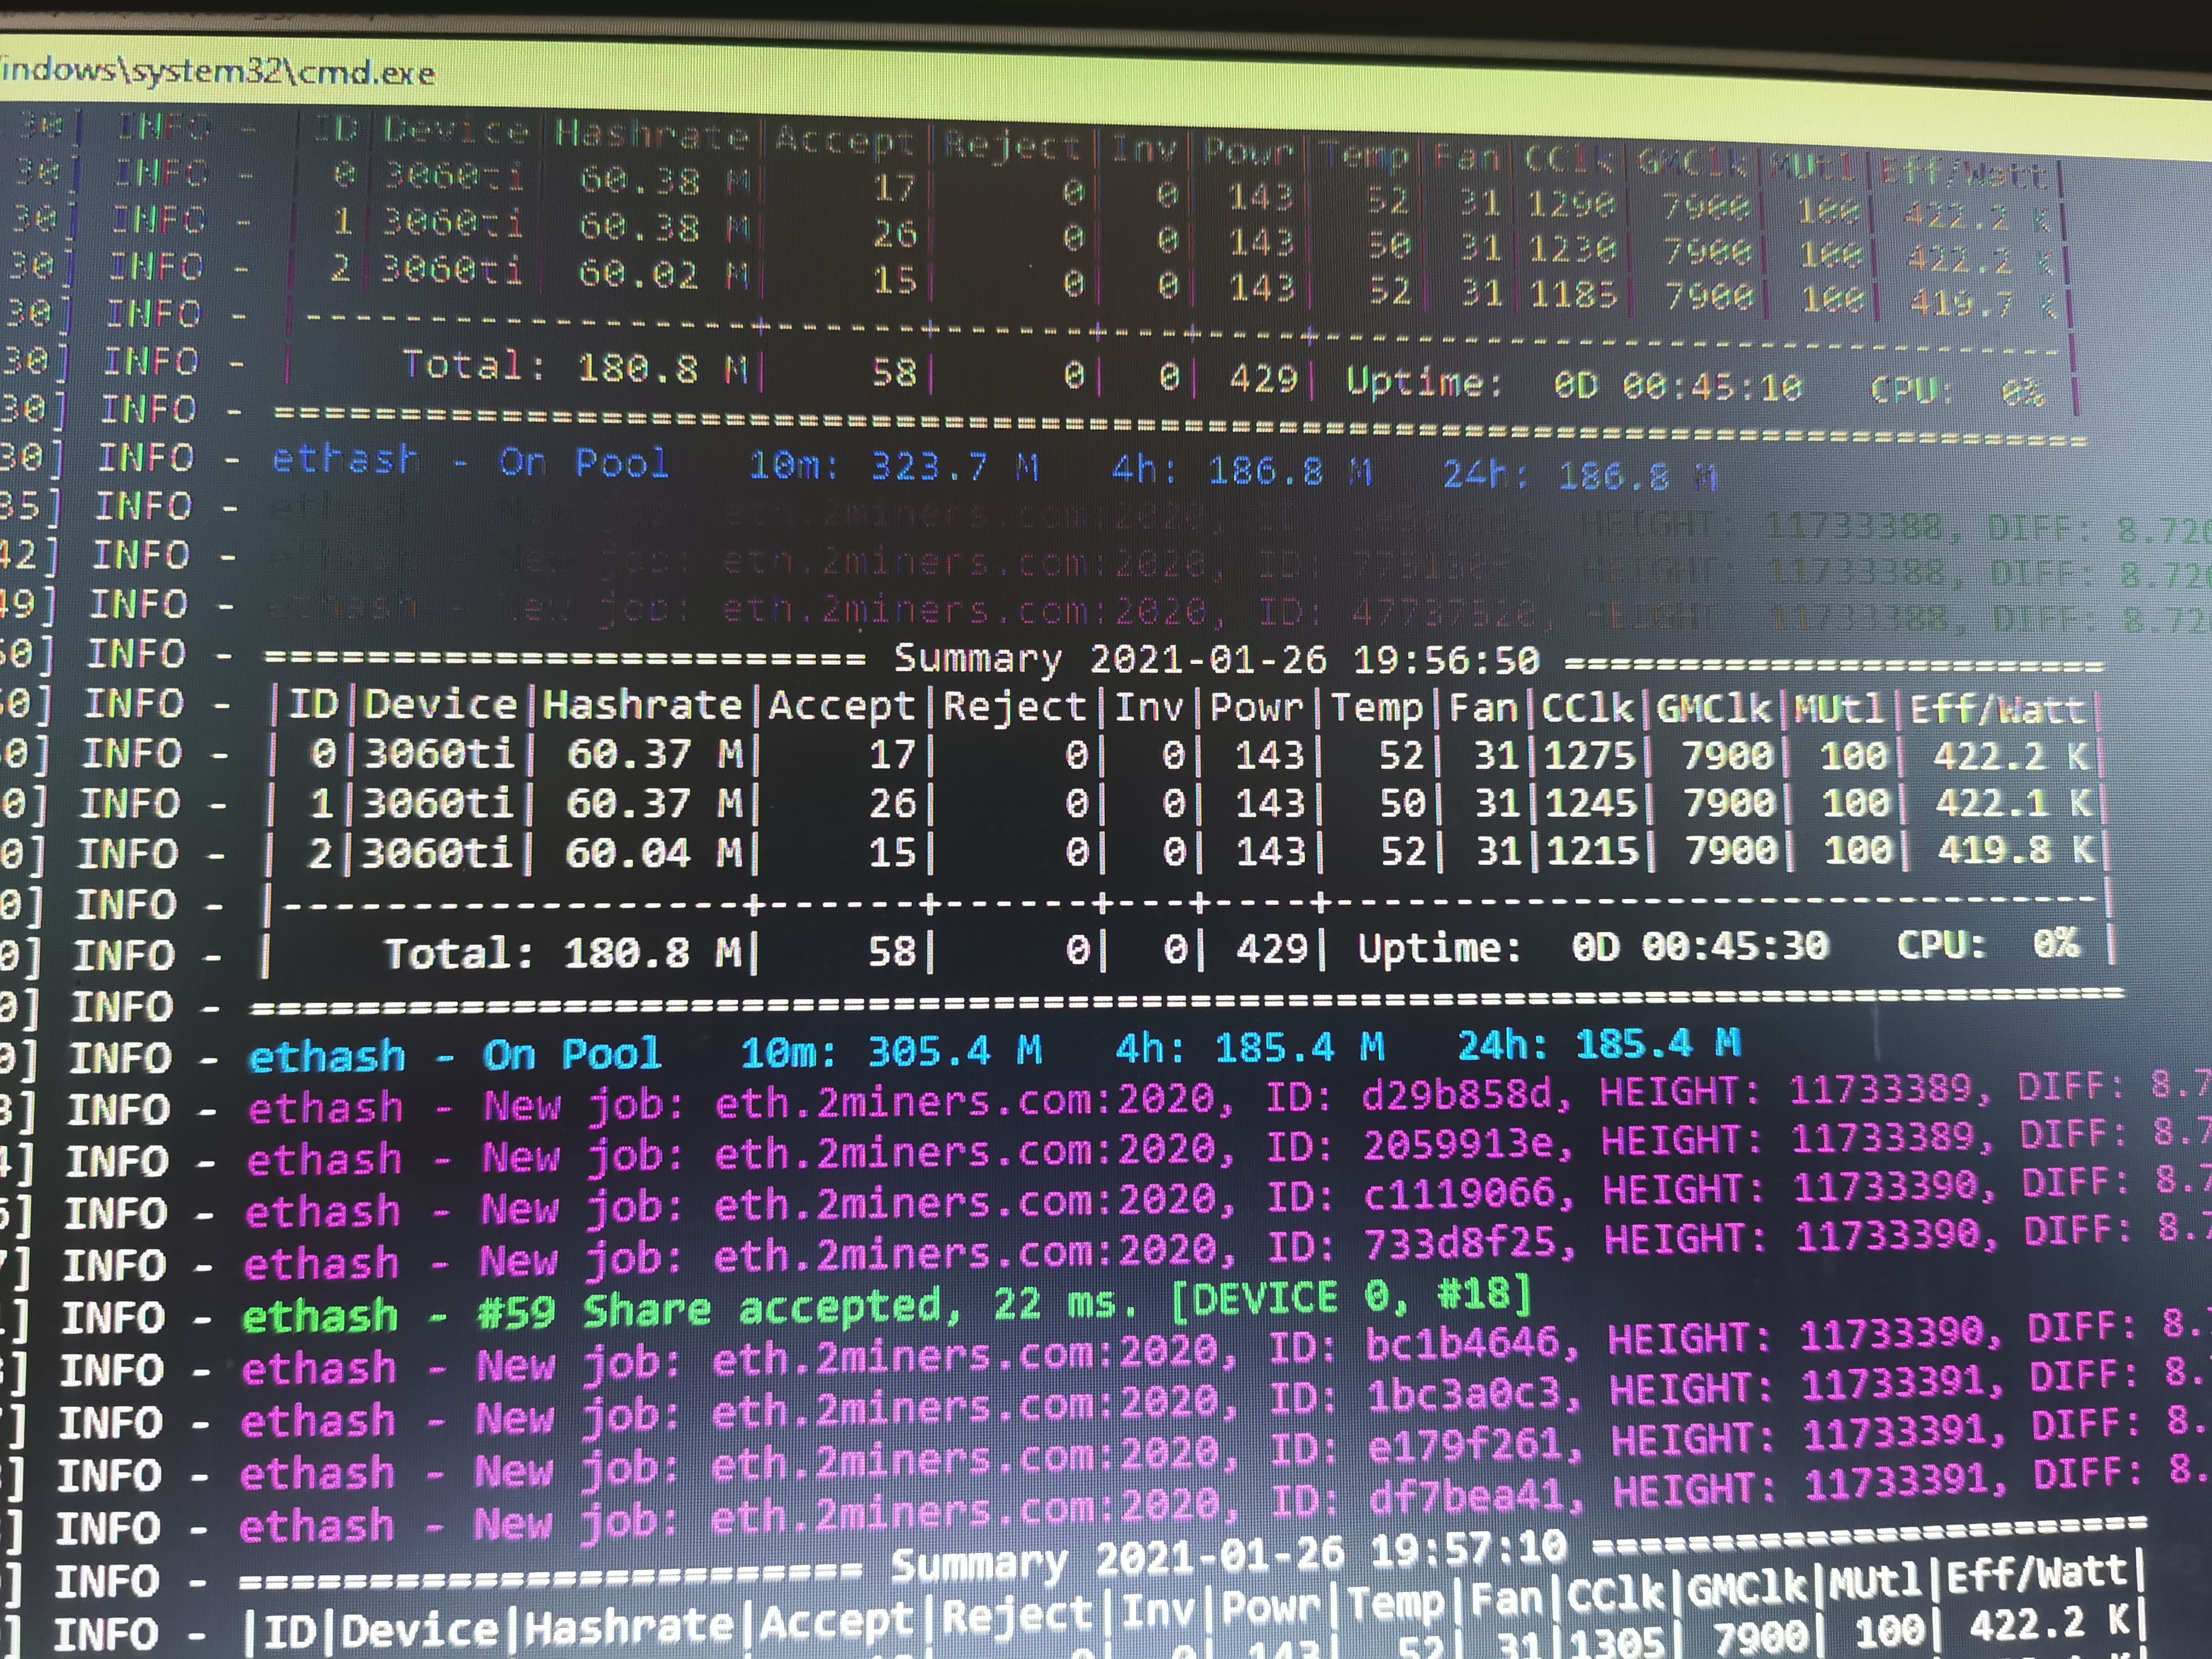 indows\system32\cmd.exe
30] INFO - |ID|Device|Hashrate|Accept|Reject|Inv|Powr|Temp|Fan|CClk|GMClk|MUtl|Eff/Watt|
30] INFO - | 0|3060ti| 60.38 M| 17| 0| 0| 143| 52| 31|1290| 7900| 100| 422.2 K|
30] INFO - | 1|3060ti| 60.38 M| 26| 0| 0| 143| 50| 31|1230| 7900| 100| 422.2 K|
30] INFO - | 2|3060ti| 60.02 M| 15| 0| 0| 143| 52| 31|1185| 7900| 100| 419.7 K|
30] INFO - |------------------+------+------+---+----+-----------------------------------|
30] INFO - | Total: 180.8 M| 58| 0| 0| 429| Uptime: 0D 00:45:10 CPU: 0% |
30] INFO - ==============================================================
30] INFO - ethash - On Pool 10m: 323.7 M 4h: 186.8 M 24h: 186.8 M
35] INFO - ethash - New job: eth.2miners.com:2020, ID: HEIGHT: 11733388, DIFF: 8.726
42] INFO - ethash - New job: eth.2miners.com:2020, ID: HEIGHT: 11733388, DIFF: 8.726
49] INFO - ethash - New job: eth.2miners.com:2020, ID: 47737520, HEIGHT: 11733388, DIFF: 8.726
50] INFO - ======================= Summary 2021-01-26 19:56:50 =====================
50] INFO - |ID|Device|Hashrate|Accept|Reject|Inv|Powr|Temp|Fan|CClk|GMClk|MUtl|Eff/Watt|
50] INFO - | 0|3060ti| 60.37 M| 17| 0| 0| 143| 52| 31|1275| 7900| 100| 422.2 K|
0] INFO - | 1|3060ti| 60.37 M| 26| 0| 0| 143| 50| 31|1245| 7900| 100| 422.1 K|
0] INFO - | 2|3060ti| 60.04 M| 15| 0| 0| 143| 52| 31|1215| 7900| 100| 419.8 K|
0] INFO - |------------------+------+------+---+----+-----------------------------------|
0] INFO - | Total: 180.8 M| 58| 0| 0| 429| Uptime: 0D 00:45:30 CPU: 0% |
0] INFO - ==============================================================
0] INFO - ethash - On Pool 10m: 305.4 M 4h: 185.4 M 24h: 185.4 M
3] INFO - ethash - New job: eth.2miners.com:2020, ID: d29b858d, HEIGHT: 11733389, DIFF: 8.7
4] INFO - ethash - New job: eth.2miners.com:2020, ID: 2059913e, HEIGHT: 11733389, DIFF: 8.7
5] INFO - ethash - New job: eth.2miners.com:2020, ID: c1119066, HEIGHT: 11733390, DIFF: 8.7
7] INFO - ethash - New job: eth.2miners.com:2020, ID: 733d8f25, HEIGHT: 11733390, DIFF: 8.7
] INFO - ethash - #59 Share accepted, 22 ms. [DEVICE 0, #18]
] INFO - ethash - New job: eth.2miners.com:2020, ID: bc1b4646, HEIGHT: 11733390, DIFF: 8.
] INFO - ethash - New job: eth.2miners.com:2020, ID: 1bc3a0c3, HEIGHT: 11733391, DIFF: 8.
] INFO - ethash - New job: eth.2miners.com:2020, ID: e179f261, HEIGHT: 11733391, DIFF: 8.
] INFO - ethash - New job: eth.2miners.com:2020, ID: df7bea41, HEIGHT: 11733391, DIFF: 8.
] INFO - ======================== Summary 2021-01-26 19:57:10 =====================
] INFO - |ID|Device|Hashrate|Accept|Reject|Inv|Powr|Temp|Fan|CClk|GMClk|MUtl|Eff/Watt|
0| 0| 143| 52| 31|1305| 7900| 100| 422.2 K|